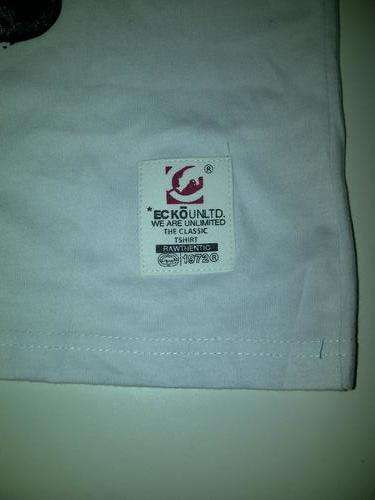 ®
*ECKŌ UNLTD.
WE ARE UNLIMITED
THE CLASSIC
TSHIRT
RAWTHENTIC
1972®